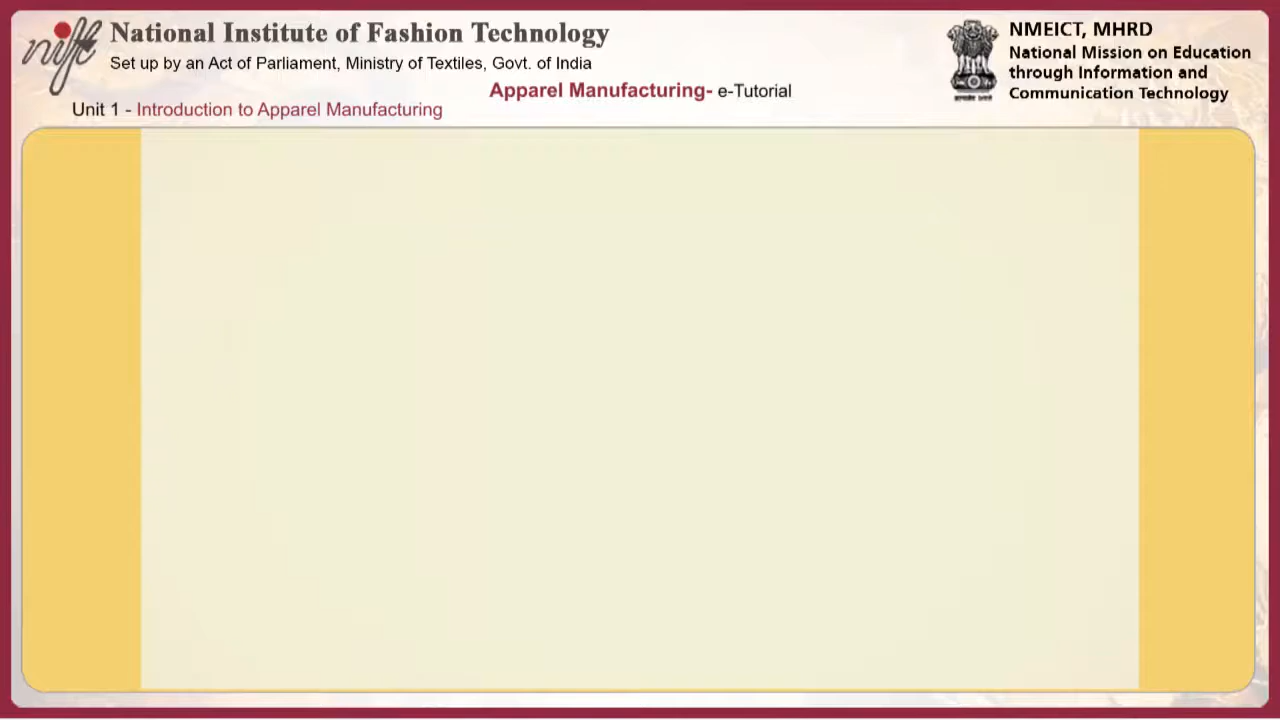 nift
National Institute of Fashion Technology
Set up by an Act of Parliament, Ministry of Textiles, Govt. of India
Apparel Manufacturing- e-Tutorial
Unit 1 - Introduction to Apparel Manufacturing
NMEICT, MHRD
National Mission on Education
through Information and
Communication Technology